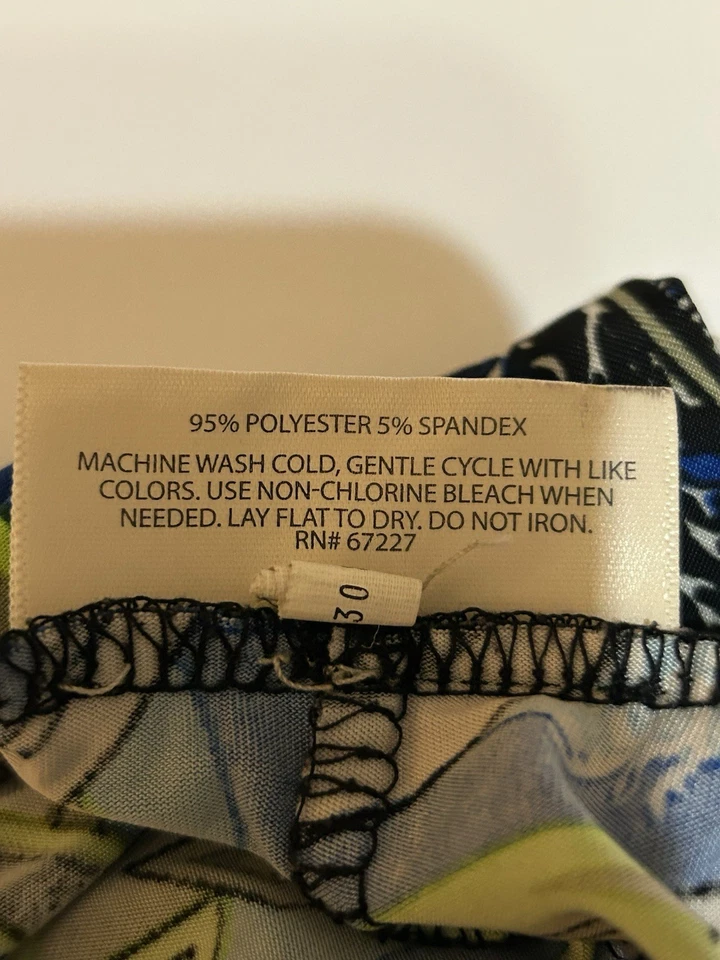 95% POLYESTER 5% SPANDEX
MACHINE WASH COLD, GENTLE CYCLE WITH LIKE
COLORS. USE NON-CHLORINE BLEACH WHEN
NEEDED. LAY FLAT TO DRY. DO NOT IRON.
RN# 67227
30